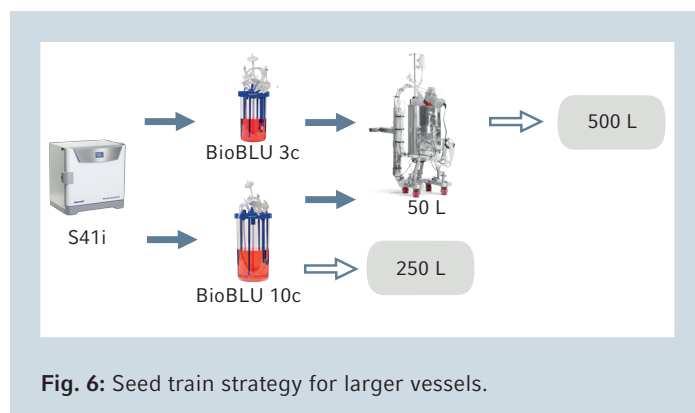 500 L
BioBLU 3c
50 L
S41i
250 L
BioBLU 10c
Fig. 6: Seed train strategy for larger vessels.